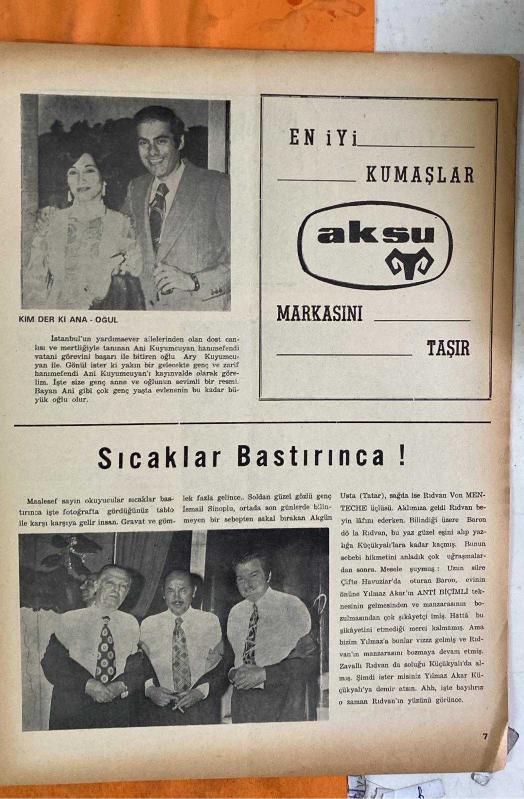 EN iYi
KUMAŞLAR
aksu
MARKASINI
TAŞIR
KİM DER Kİ ANA - OĞUL
İstanbul'un yardımsever ailelerinden olan dost can-
lısı ve mertliğiyle tanınan Ani Kuyumcuyan hanımefendi
vatani görevini başarı ile bitiren oğlu Ary Kuyumcu-
yan ile. Gönül ister ki yakın bir gelecekte genç ve zarif
hanımefendi Ani Kuyumcuyan'ı kayınvalde olarak göre-
lim. İşte size genç anne ve oğlunun sevimli bir resmi.
Bayan Ani gibi çok genç yaşta evlenenin bu kadar bü-
yük oğlu olur.
Sıcaklar Bastırınca !
Maalesef sayın okuyucular sıcaklar bas-
tırınca işte fotoğrafta gördüğünüz tablo
ile karşı karşıya gelir insan. Gravat ve göm-
lek fazla gelince.. Soldan güzel gözlü genç
İsmail Sinoplu, ortada son günlerde bilin-
meyen bir sebepten sakal bırakan Akgün
Usta (Tatar), sağda ise Rıdvan Von MEN-
TECHE üçlüsü. Aklımıza geldi Rıdvan be-
yin lâfını ederken. Bilindiği üzere Baron
dö la Rıdvan, bu yaz güzel eşini alıp yaz-
lığa Küçükyalı'lara kadar kaçmış. Bunun
sebebi hikmetini anladık çok uğraşmalar-
dan sonra. Mesele şuymuş : Uzun süre
Çifte Havuzlar'da oturan Baron, evinin
önüne Yılmaz Akar'ın ANTİ BİÇİMLİ tek-
nesinin gelmesinden ve manzarasının bo-
zulmasından çok şikâyetçi imiş. Hattâ bu
şikâyetini etmediği merci kalmamış. Ama
bizim Yılmaz'a bunlar vızzz gelmiş ve Rıd-
van'ın manzarasını bozmaya devam etmiş.
Zavallı Rıdvan da soluğu Küçükyalı'da al-
mış. Şimdi ister misiniz Yılmaz Akar Kü-
çükyalı'ya demir atsın. Ahh, işte bayılırız
o zaman Rıdvan'ın yüzünü görünce.
7